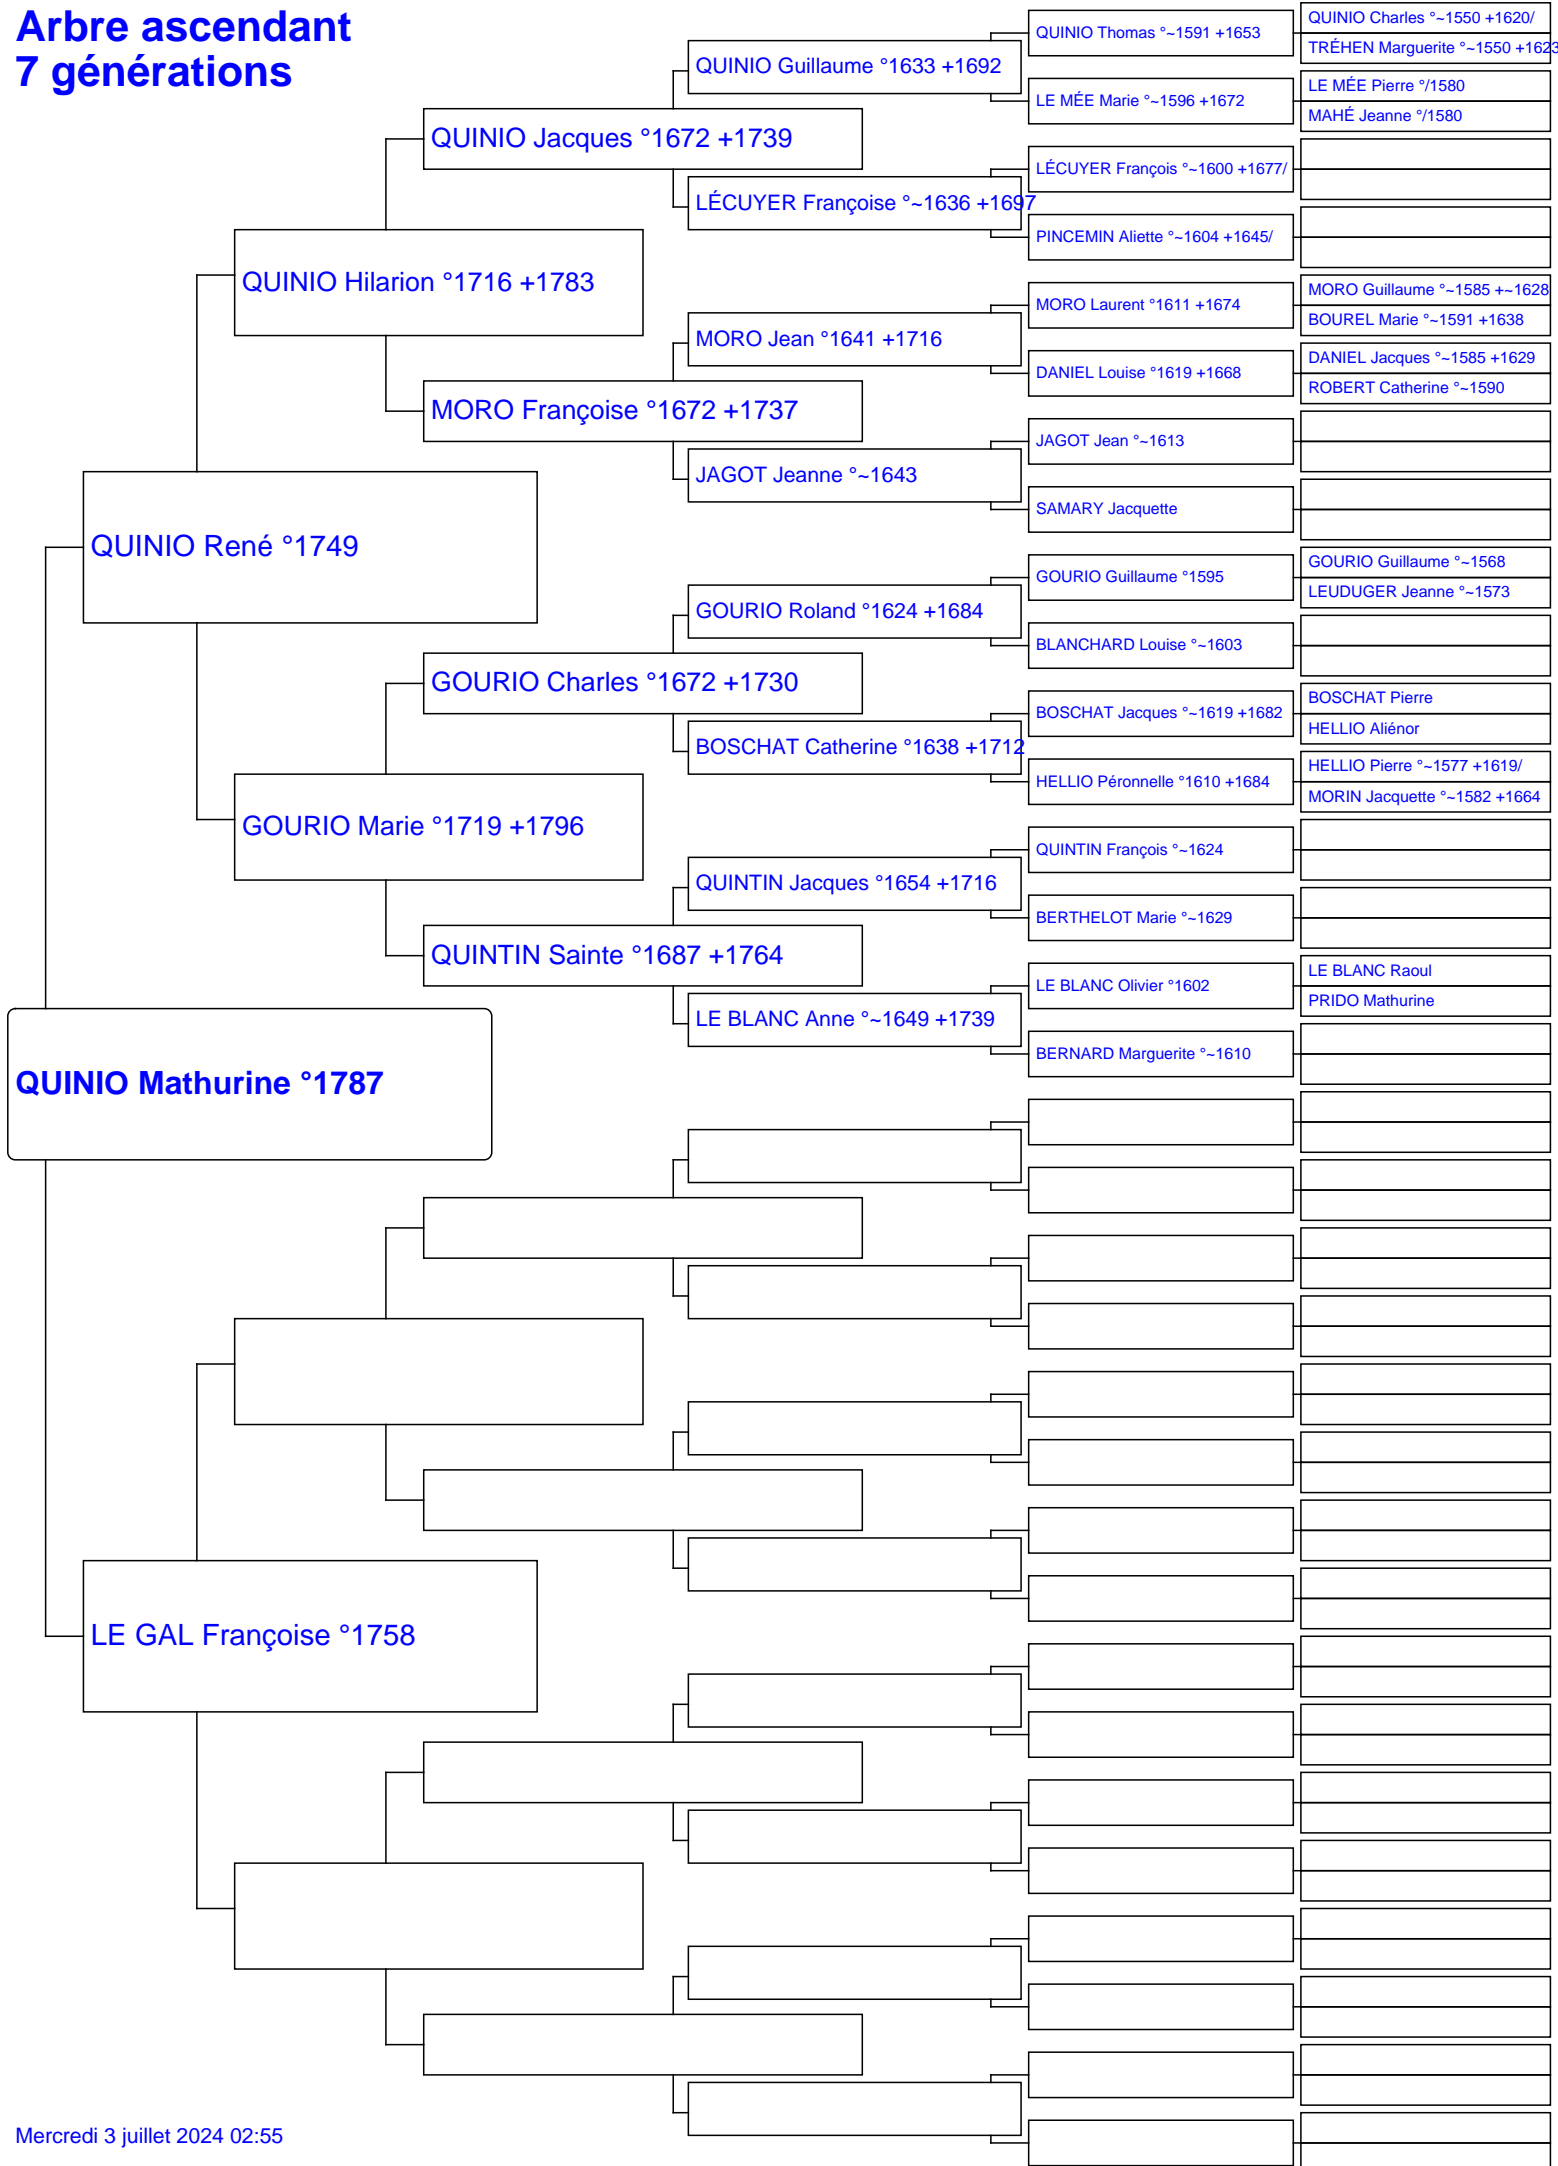 Arbre ascendant
7 générations
QUINIO Charles °~1550 +1620/
QUINIO Thomas °~1591 +1653
TRÉHEN Marguerite °~1550 +1623
QUINIO Guillaume °1633 +1692
LE MÉE Pierre °/1580
LE MÉE Marie °~1596 +1672
MAHÉ Jeanne °/1580
QUINIO Jacques °1672 +1739
LÉCUYER François °~1600 +1677/
LÉCUYER Françoise °~1636 +1697
PINCEMIN Aliette °~1604 +1645/
QUINIO Hilarion °1716 +1783
MORO Guillaume °~1585 +~1628
MORO Laurent °1611 +1674
BOUREL Marie °~1591 +1638
MORO Jean °1641 +1716
DANIEL Jacques °~1585 +1629
DANIEL Louise °1619 +1668
ROBERT Catherine °~1590
MORO Françoise °1672 +1737
JAGOT Jean °~1613
JAGOT Jeanne °~1643
SAMARY Jacquette
QUINIO René °1749
GOURIO Guillaume °~1568
GOURIO Guillaume °1595
LEUDUGER Jeanne °~1573
GOURIO Roland °1624 +1684
BLANCHARD Louise °~1603
GOURIO Charles °1672 +1730
BOSCHAT Pierre
BOSCHAT Jacques °~1619 +1682
HELLIO Aliénor
BOSCHAT Catherine °1638 +1712
HELLIO Pierre °~1577 +1619/
HELLIO Péronnelle °1610 +1684
MORIN Jacquette °~1582 +1664
GOURIO Marie °1719 +1796
QUINTIN François °~1624
QUINTIN Jacques °1654 +1716
BERTHELOT Marie °~1629
QUINTIN Sainte °1687 +1764
LE BLANC Raoul
LE BLANC Olivier °1602
PRIDO Mathurine
LE BLANC Anne °~1649 +1739
BERNARD Marguerite °~1610
QUINIO Mathurine °1787
LE GAL Françoise °1758
Mercredi 3 juillet 2024 02:55